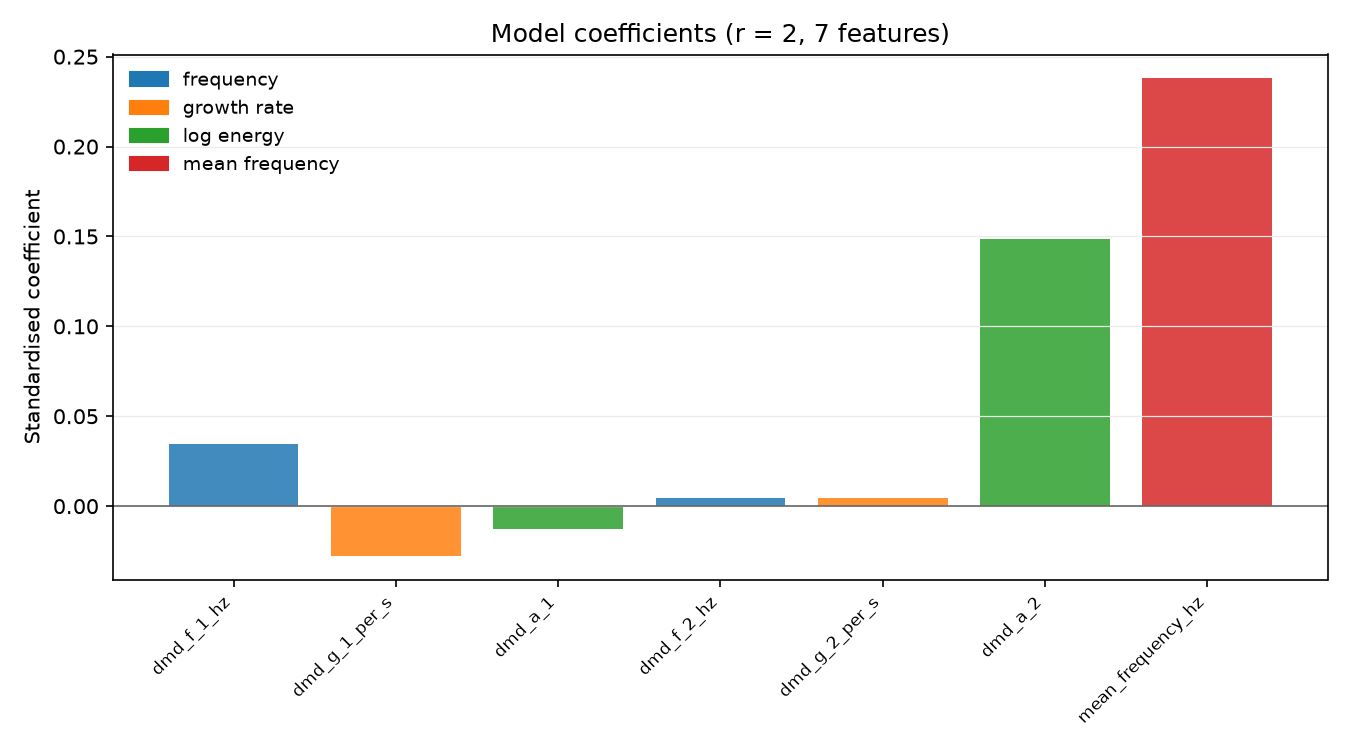 Model coefficients (r = 2, 7 features)
frequency
growth rate
log energy
mean frequency
Standardised coefficient
0.25
0.20
0.15
0.10
0.05
0.00
dmd_f_1_hz
dmd_g_1_per_s
dmd_a_1
dmd_f_2_hz
dmd_g_2_per_s
dmd_a_2
mean_frequency_hz